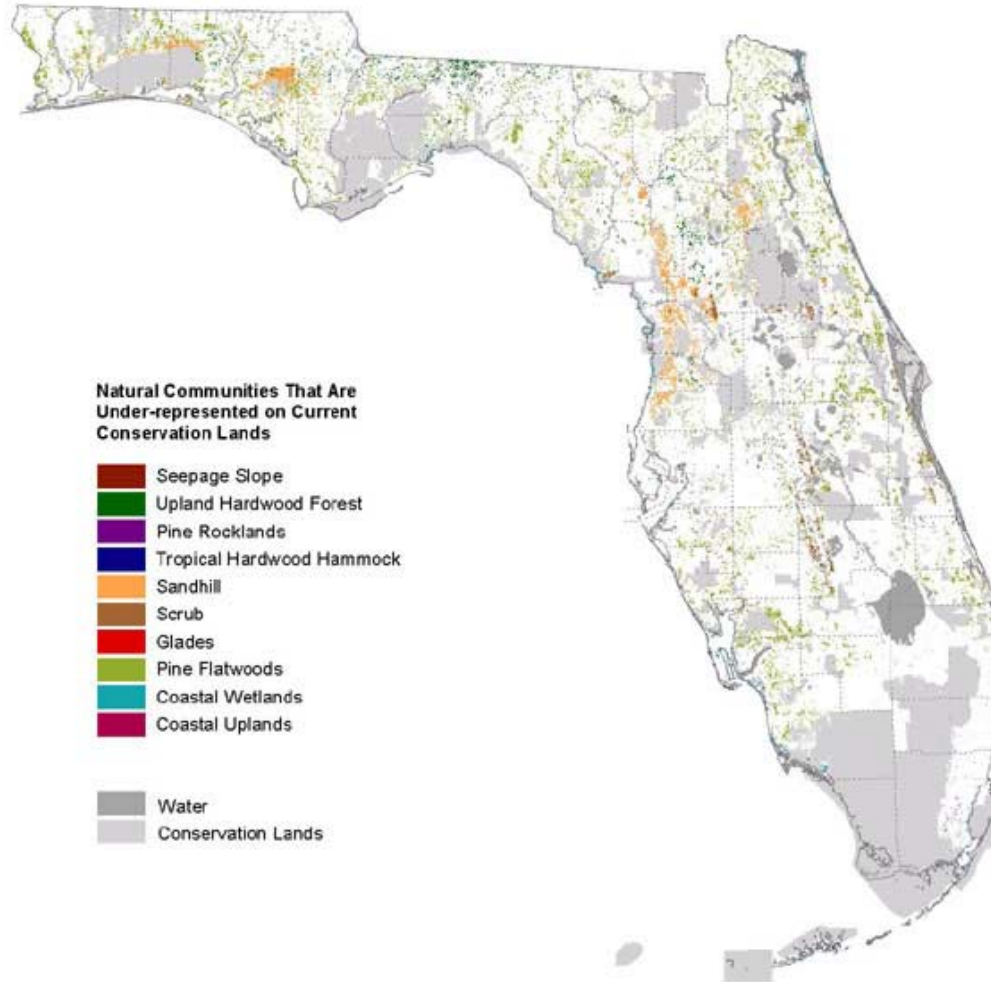 Natural Communities That Are
Under-represented on Current
Conservation Lands
Seepage Slope
Upland Hardwood Forest
Pine Rocklands
Tropical Hardwood Hammock
Sandhill
Scrub
Glades
Pine Flatwoods
Coastal Wetlands
Coastal Uplands
Water
Conservation Lands